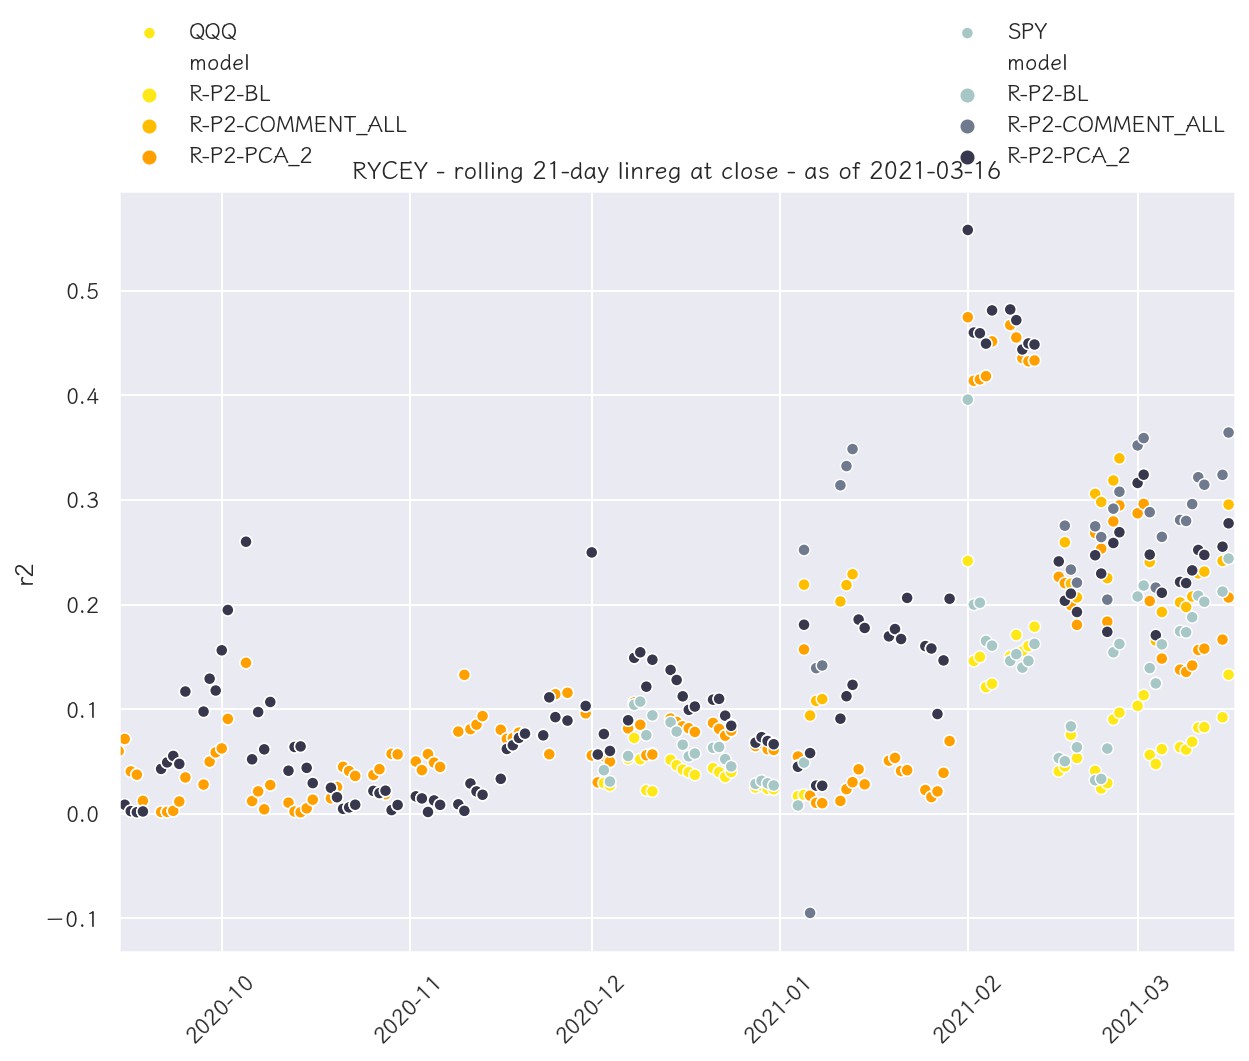 QQQ
model
R-P2-BL
R-P2-COMMENT_ALL
R-P2-PCA_2
SPY
model
R-P2-BL
R-P2-COMMENT_ALL
R-P2-PCA_2
RYCEY - rolling 21-day linreg at close - as of 2021-03-16
0.5
0.4
0.3
0.2
0.1
0.0
−0.1
r2
2020-10
2020-11
2020-12
2021-01
2021-02
2021-03